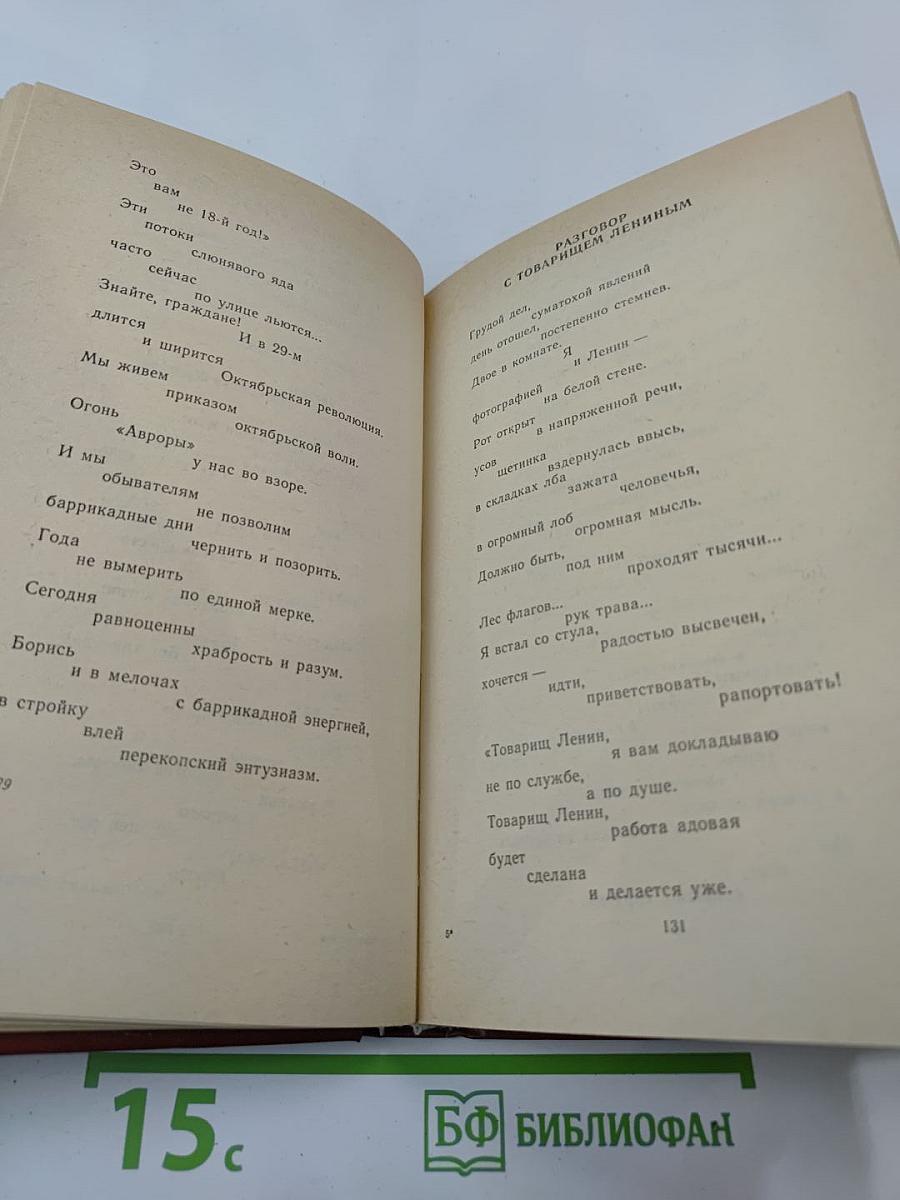 Это
вам
не 18-й год!»
Эти
потоки
слюнявого яда
часто
сейчас
по улице льются...
Знайте, граждане!
И в 29-м
длится
и ширится
Октябрьская революция.
Мы живем
приказом
октябрьской воли.
Огонь
«Авроры»
у нас во взоре.
И мы
обывателям
не позволим
баррикадные дни
чернить и позорить.
Года
не вымерить
по единой мерке.
Сегодня
равноценны
храбрость и разум.
Борись
и в мелочах
с баррикадной энергией,
в стройку
влей
перекопский энтузиазм.
29
РАЗГОВОР
С ТОВАРИЩЕМ ЛЕНИНЫМ
Грудой дел,
суматохой явлений
день отошел,
постепенно стемнев.
Двое в комнате.
Я
и Ленин —
фотографией
на белой стене.
Рот открыт
в напряженной речи,
усов
щетинка
вздернулась ввысь,
в складках лба
зажата
человечья,
в огромный лоб
огромная мысль.
Должно быть,
под ним
проходят тысячи...
Лес флагов...
рук трава...
Я встал со стула,
радостью высвечен,
хочется —
идти,
приветствовать,
рапортовать!
«Товарищ Ленин,
я вам докладываю
не по службе,
а по душе.
Товарищ Ленин,
работа адовая
будет
сделана
и делается уже.
5*
131
15с
БФ БИБЛИОФАН